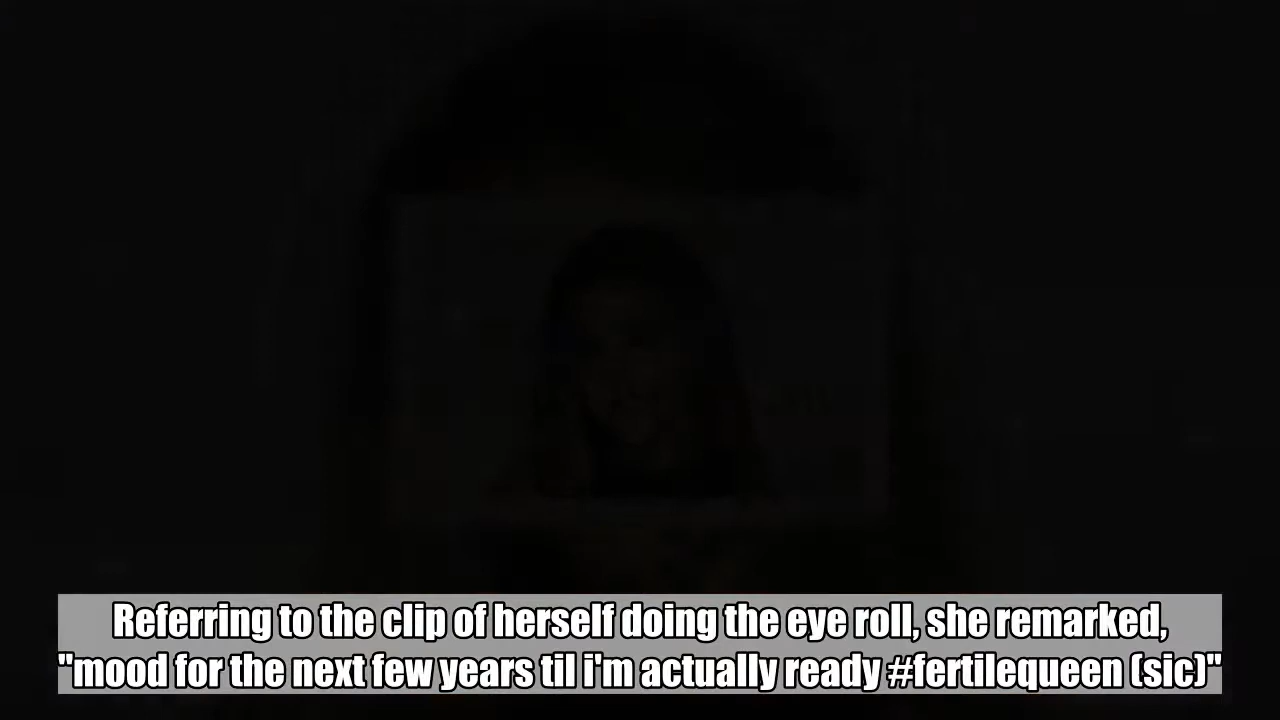 Referring to the clip of herself doing the eye roll, she remarked,
"mood for the next few years til i'm actually ready #fertilequeen (sic)"